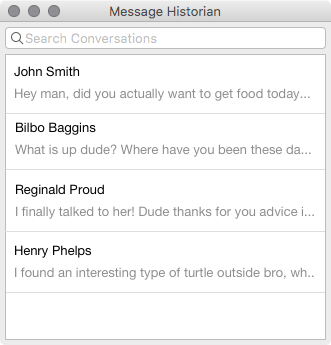 Message Historian
Search Conversations
John Smith
Hey man, did you actually want to get food today...
Bilbo Baggins
What is up dude? Where have you been these da...
Reginald Proud
I finally talked to her! Dude thanks for you advice i...
Henry Phelps
I found an interesting type of turtle outside bro, wh..